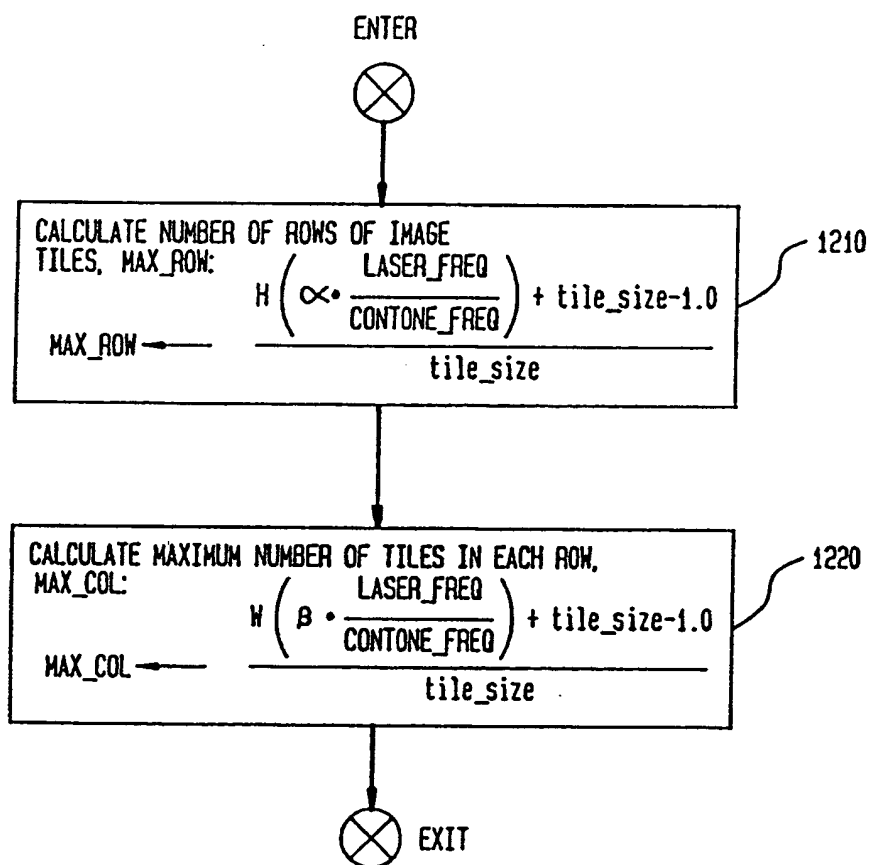 ENTER
CALCULATE NUMBER OF ROWS OF IMAGE
TILES, MAX_ROW:
MAX_ROW ← H ( ∝ • LASER_FREQ / CONTONE_FREQ ) + tile_size-1.0
tile_size
1210
CALCULATE MAXIMUM NUMBER OF TILES IN EACH ROW,
MAX_COL:
MAX_COL ← W ( β • LASER_FREQ / CONTONE_FREQ ) + tile_size-1.0
tile_size
1220
EXIT